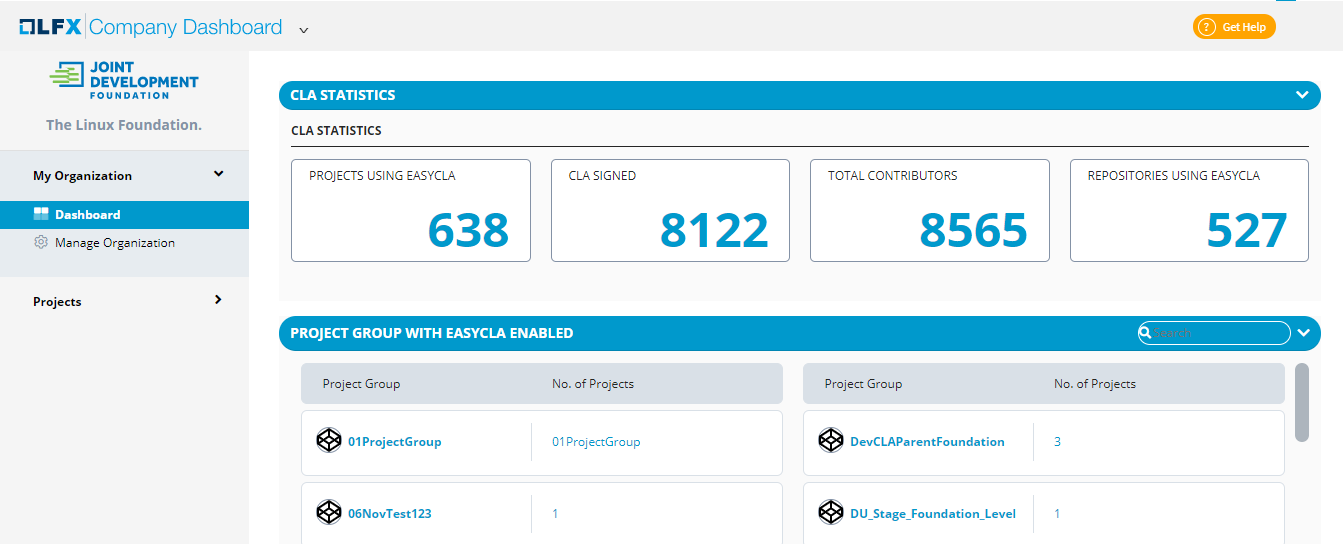 LFX Company Dashboard
? Get Help
JOINT
DEVELOPMENT
FOUNDATION
The Linux Foundation.
My Organization
Dashboard
Manage Organization
Projects
CLA STATISTICS
CLA STATISTICS
PROJECTS USING EASYCLA
638
CLA SIGNED
8122
TOTAL CONTRIBUTORS
8565
REPOSITORIES USING EASYCLA
527
PROJECT GROUP WITH EASYCLA ENABLED
Search
Project Group No. of Projects
01ProjectGroup 01ProjectGroup
06NovTest123 1
Project Group No. of Projects
DevCLAParentFoundation 3
DU_Stage_Foundation_Level 1